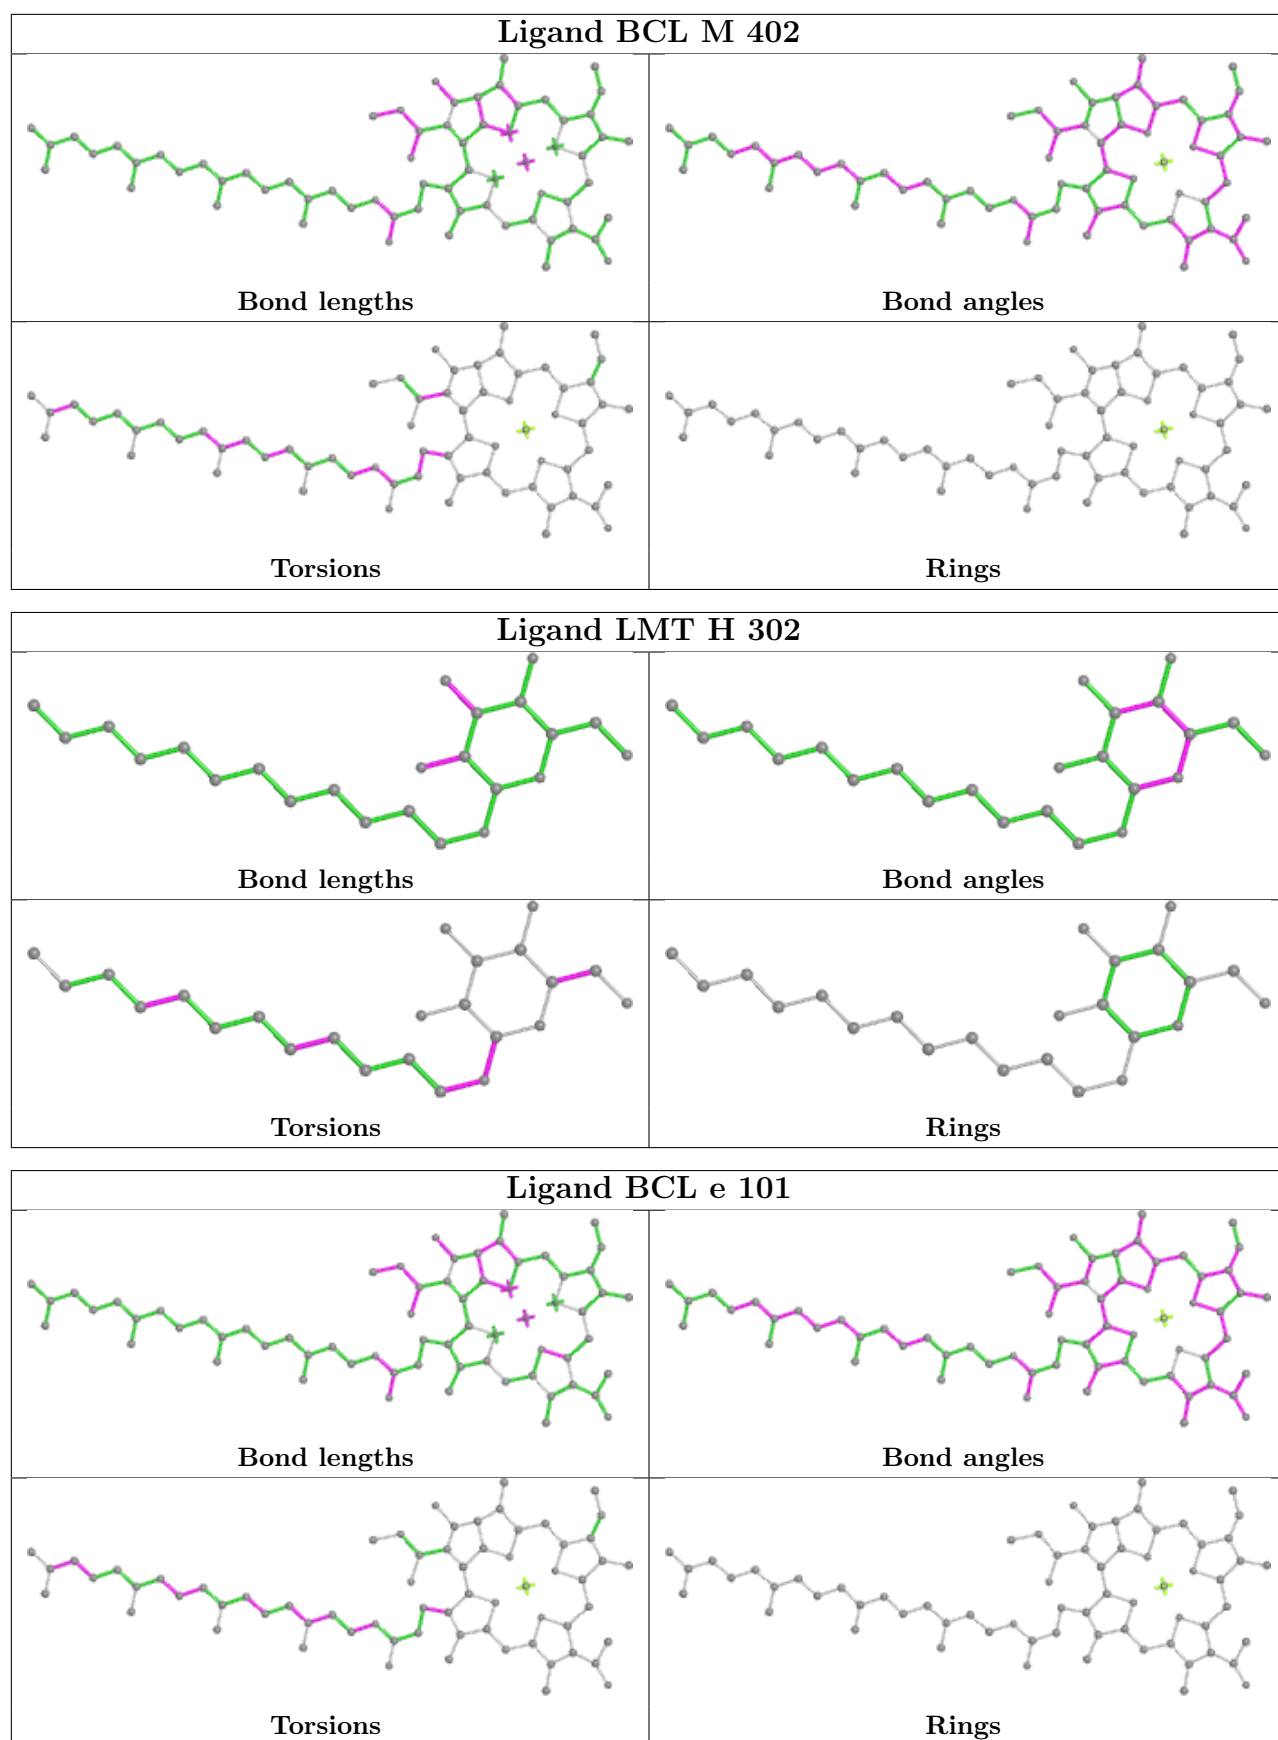 Ligand BCL M 402
Bond lengths
Bond angles
Torsions
Rings
Ligand LMT H 302
Bond lengths
Bond angles
Torsions
Rings
Ligand BCL e 101
Bond lengths
Bond angles
Torsions
Rings